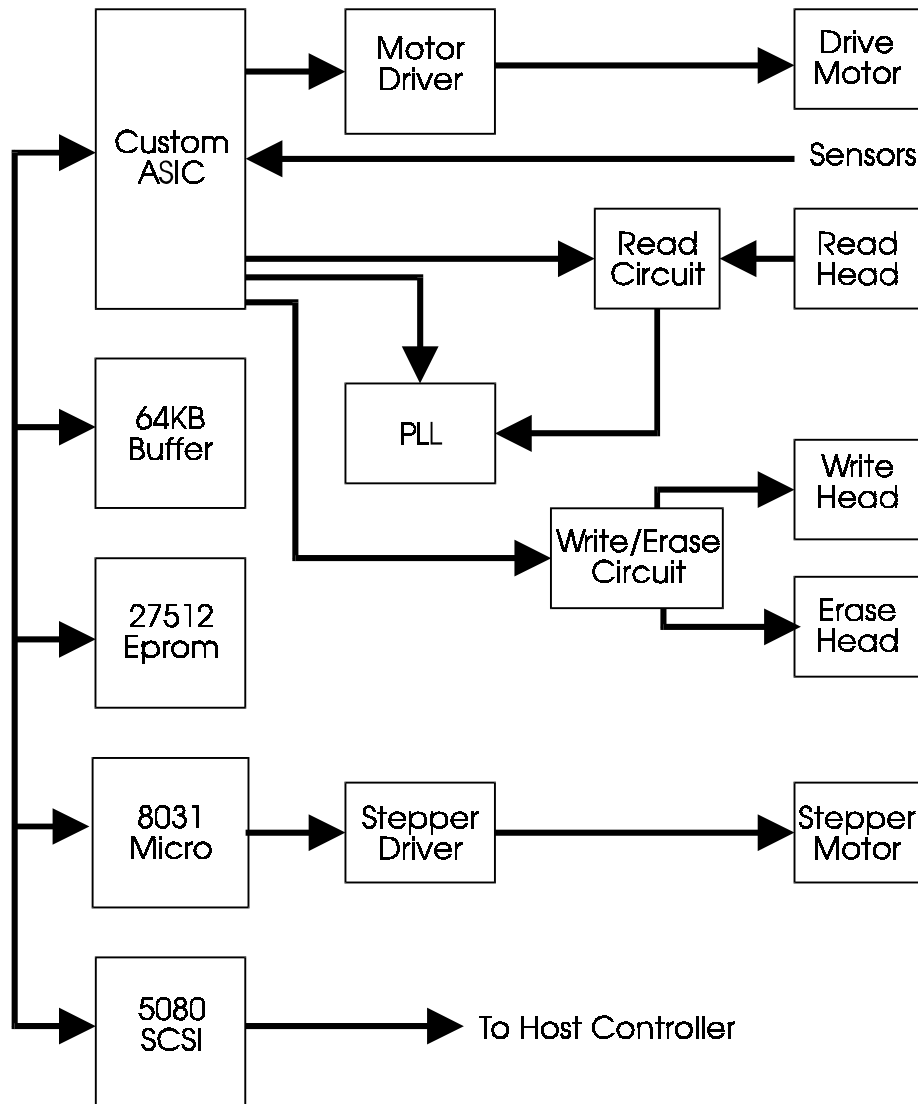 Motor
Driver
Drive
Motor
Custom
ASIC
Sensors
Read
Circuit
Read
Head
64KB
Buffer
PLL
Write
Head
Write/Erase
Circuit
27512
Eprom
Erase
Head
8031
Micro
Stepper
Driver
Stepper
Motor
5080
SCSI
To Host Controller